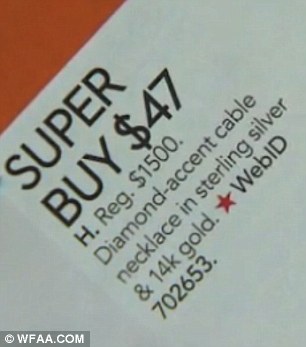 SUPER
BUY $47
H. Reg. $1500.
Diamond-accent cable
necklace in sterling silver
& 14k gold. ★ WebID
702653.
© WFAA.COM